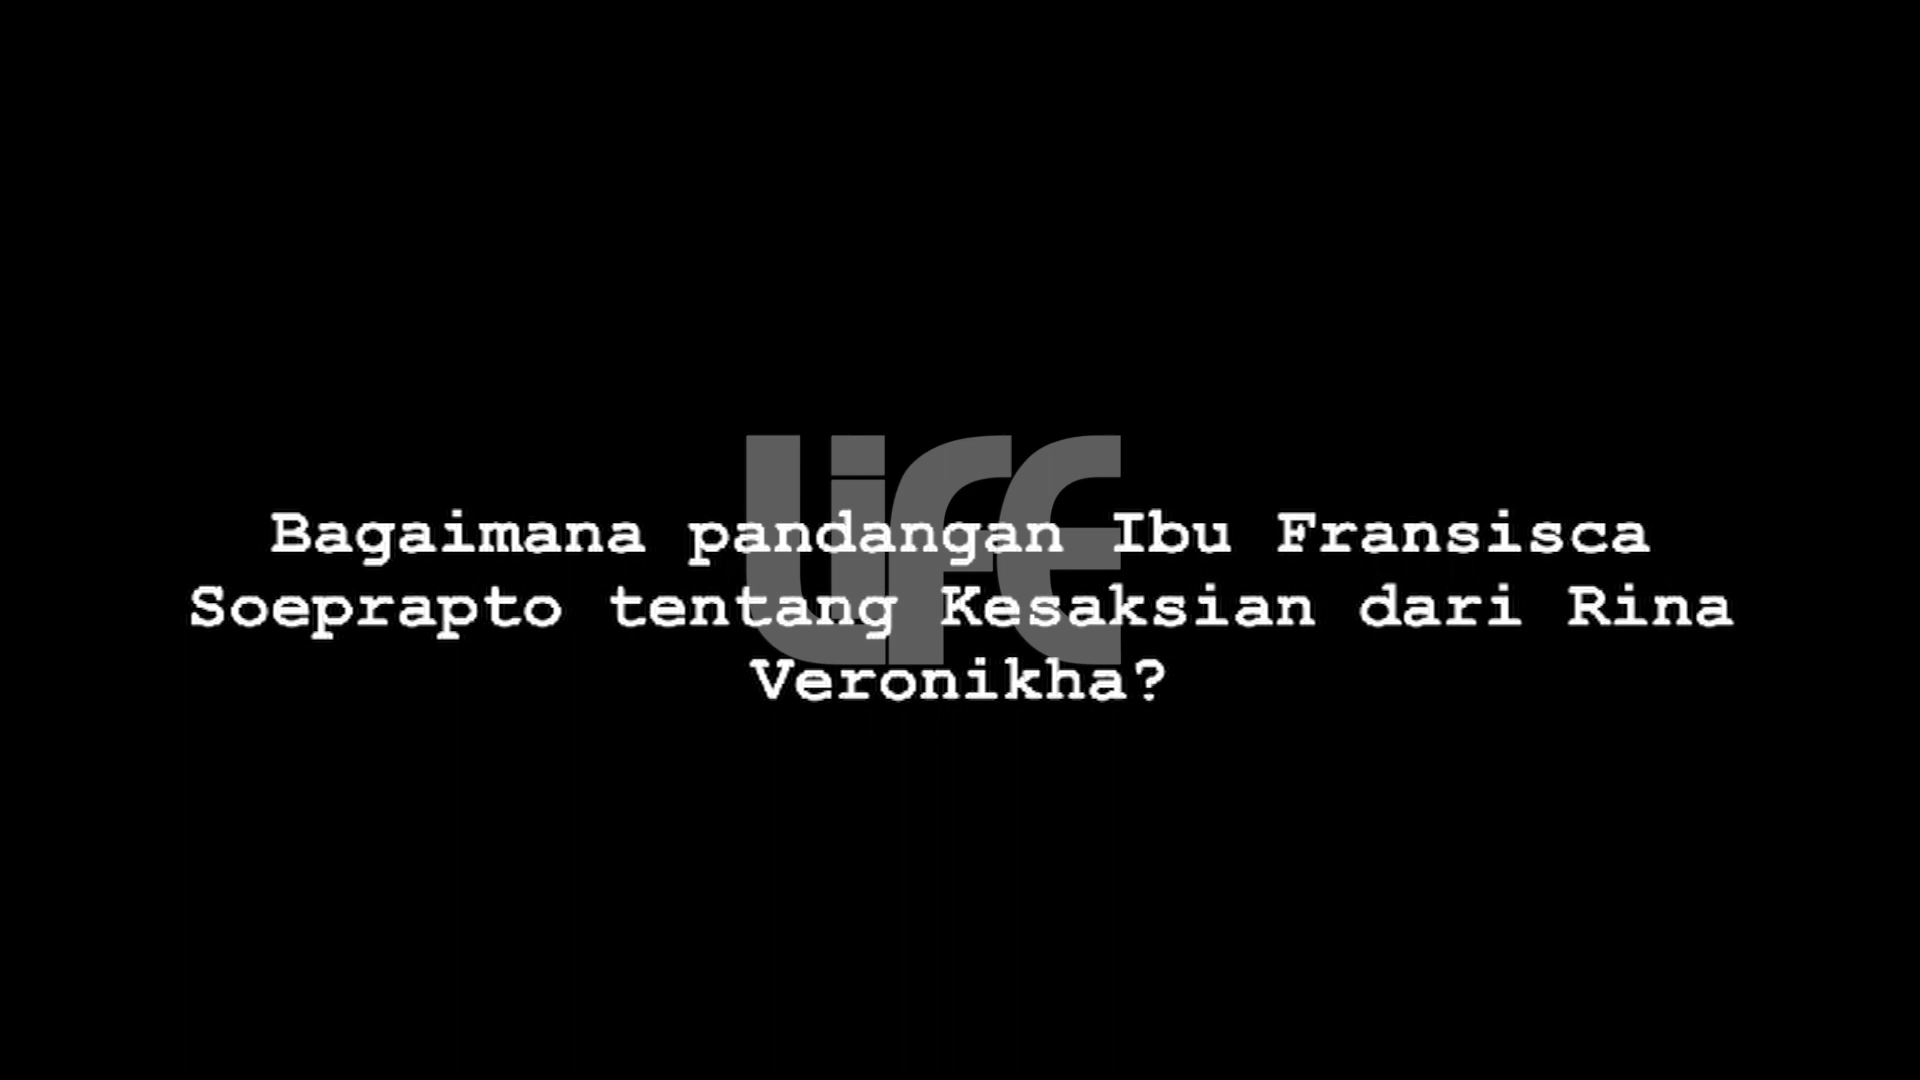 LiFE
Bagaimana pandangan Ibu Fransisca
Soeprapto tentang Kesaksian dari Rina
Veronikha?